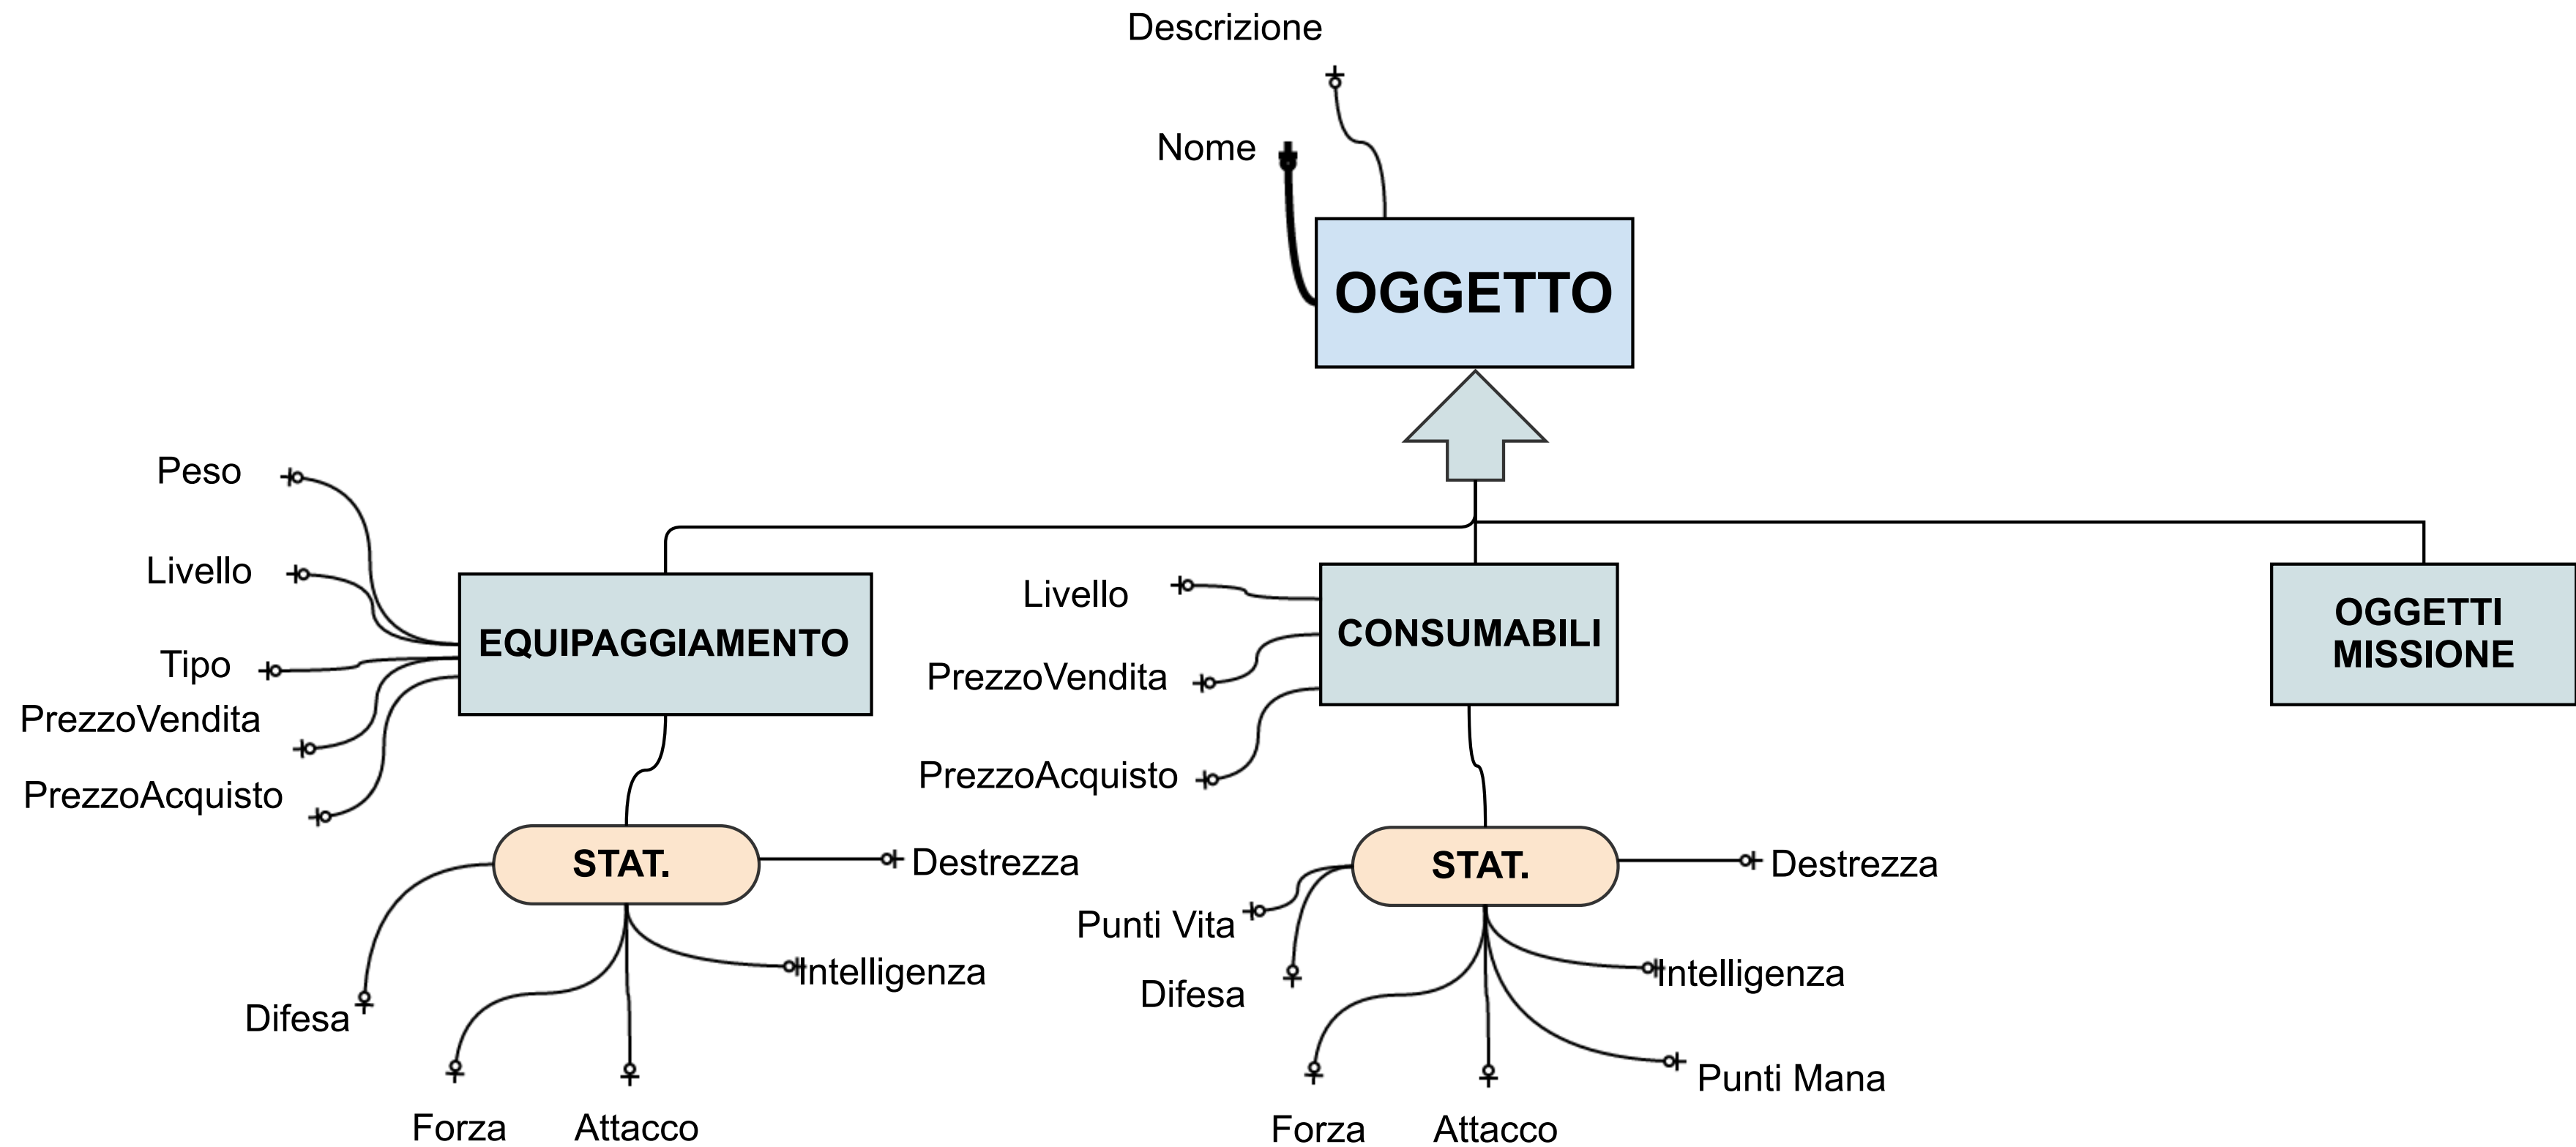 Descrizione
Nome
OGGETTO
Peso
Livello
Tipo
PrezzoVendita
PrezzoAcquisto
EQUIPAGGIAMENTO
Livello
PrezzoVendita
PrezzoAcquisto
CONSUMABILI
OGGETTI
MISSIONE
STAT.
Destrezza
Intelligenza
Difesa
Forza
Attacco
STAT.
Destrezza
Punti Vita
Difesa
Intelligenza
Punti Mana
Forza
Attacco